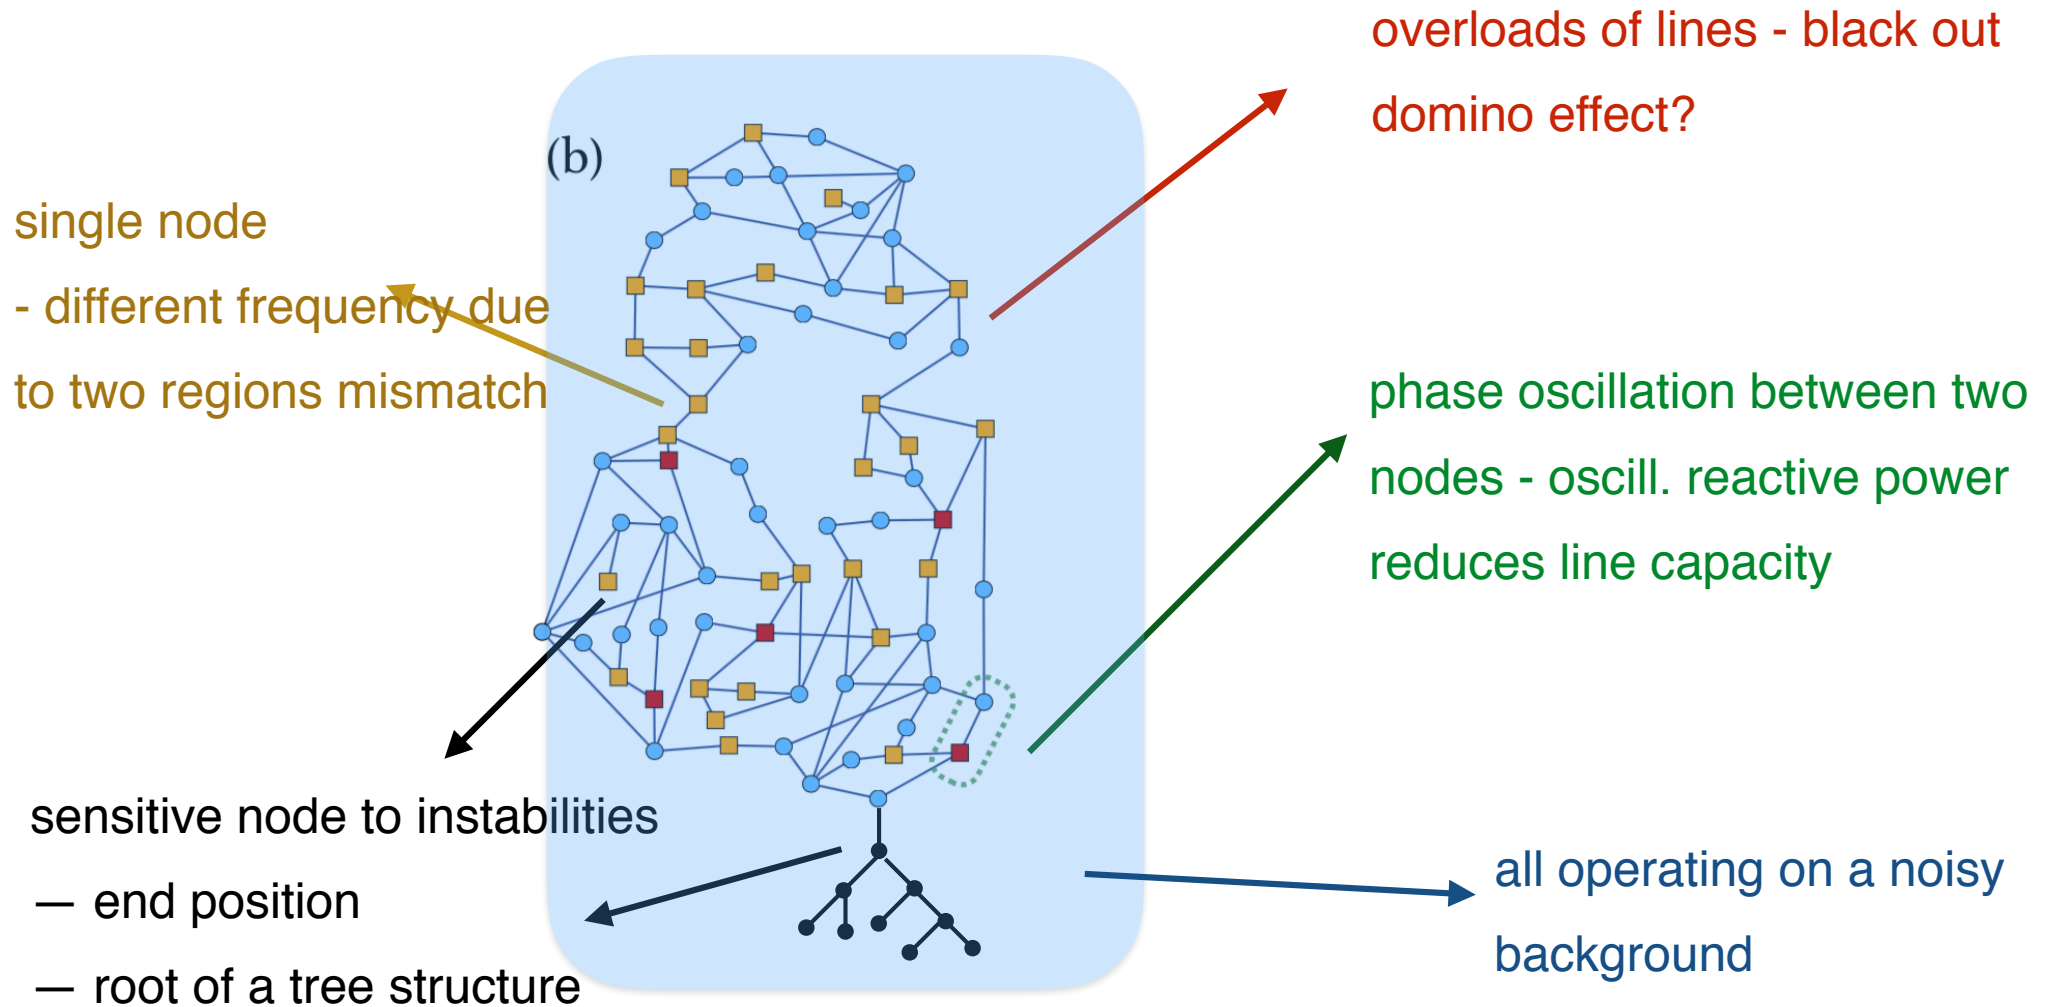 overloads of lines - black out
domino effect?
(b)
single node
- different frequency due
to two regions mismatch
phase oscillation between two
nodes - oscill. reactive power
reduces line capacity
sensitive node to instabilities
— end position
— root of a tree structure
all operating on a noisy
background